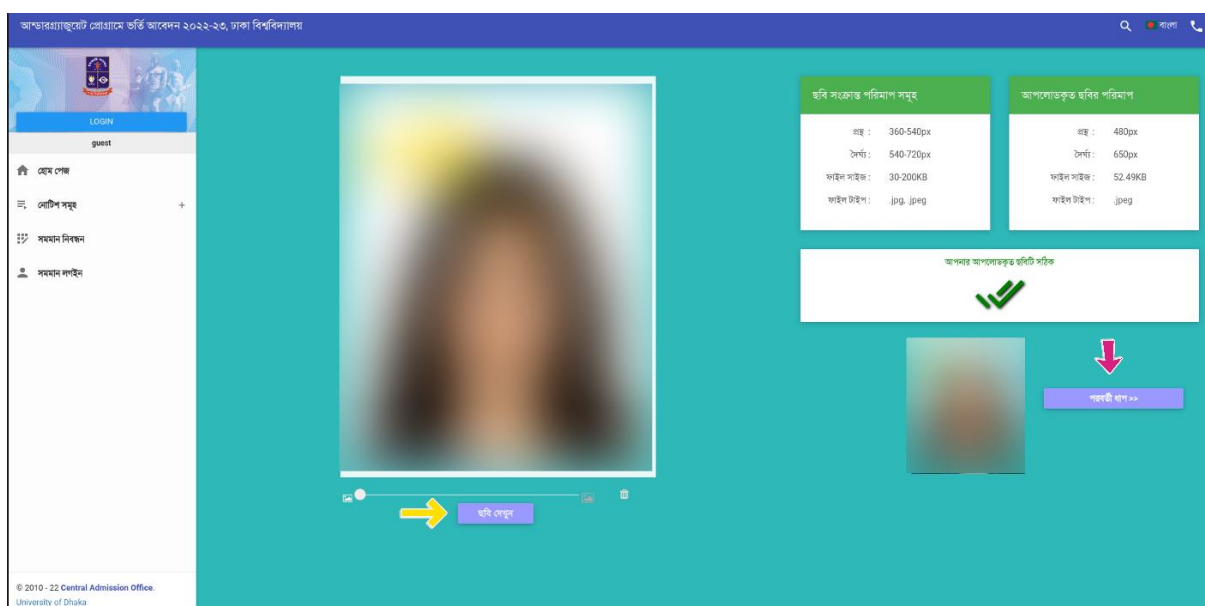 আন্ডারগ্র্যাজুয়েট প্রোগ্রামে ভর্তি আবেদন ২০২২-২৩, ঢাকা বিশ্ববিদ্যালয়
বাংলা
LOGIN
guest
হোম পেজ
নোটিশ সমূহ +
সমমান নিবন্ধন
সমমান লগইন
© 2010 - 22 Central Admission Office.
University of Dhaka
ছবি দেখুন
ছবি সংক্রান্ত পরিমাপ সমূহ
প্রস্থ : 360-540px
দৈর্ঘ্য : 540-720px
ফাইল সাইজ : 30-200KB
ফাইল টাইপ : .jpg, .jpeg
আপলোডকৃত ছবির পরিমাপ
প্রস্থ : 480px
দৈর্ঘ্য : 650px
ফাইল সাইজ : 52.49KB
ফাইল টাইপ : .jpeg
আপনার আপলোডকৃত ছবিটি সঠিক
পরবর্তী ধাপ >>